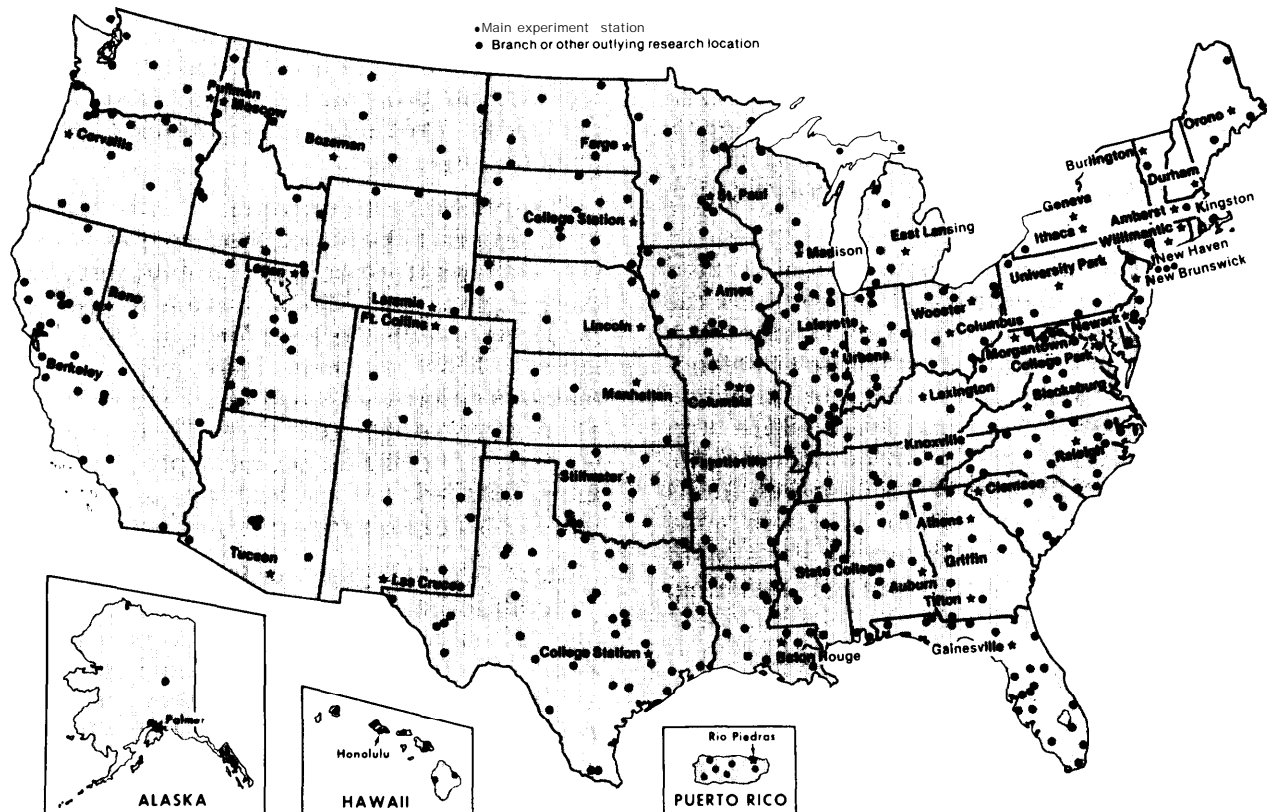 Main experiment station
Branch or other outlying research location
Pullman
Moscow
Corvallis
Bozeman
Fargo
St. Paul
College Station
Orono
Burlington
Durham
Geneva
Amherst
Kingston
Ithaca
Willimantic
New Haven
New Brunswick
East Lansing
Madison
University Park
Logan
Reno
Laramie
Ft. Collins
Ames
Lincoln
Lafayette
Wooster
Columbus
Newark
Morgantown
College Park
Urbana
Berkeley
Manhattan
Columbia
Lexington
Blacksburg
Knoxville
Raleigh
Fayetteville
Stillwater
Clemson
Athens
Griffin
Tucson
Las Cruces
State College
Auburn
Tifton
College Station
Baton Rouge
Gainesville
Palmer
ALASKA
Honolulu
HAWAII
Rio Piedras
PUERTO RICO